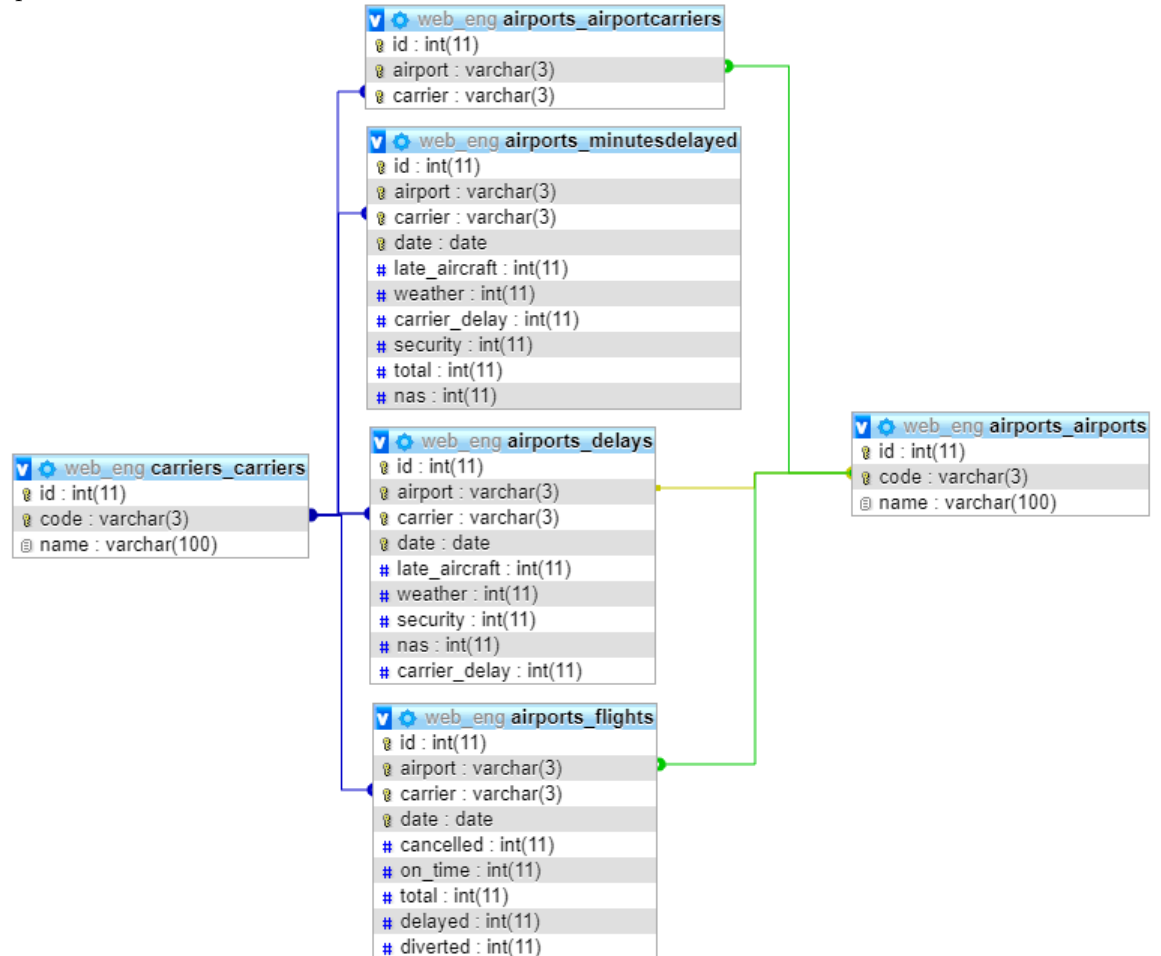 web_eng airports_airportcarriers
id : int(11)
airport : varchar(3)
carrier : varchar(3)
web_eng airports_minutesdelayed
id : int(11)
airport : varchar(3)
carrier : varchar(3)
date : date
late_aircraft : int(11)
weather : int(11)
carrier_delay : int(11)
security : int(11)
total : int(11)
nas : int(11)
web_eng carriers_carriers
id : int(11)
code : varchar(3)
name : varchar(100)
web_eng airports_delays
id : int(11)
airport : varchar(3)
carrier : varchar(3)
date : date
late_aircraft : int(11)
weather : int(11)
security : int(11)
nas : int(11)
carrier_delay : int(11)
web_eng airports_airports
id : int(11)
code : varchar(3)
name : varchar(100)
web_eng airports_flights
id : int(11)
airport : varchar(3)
carrier : varchar(3)
date : date
cancelled : int(11)
on_time : int(11)
total : int(11)
delayed : int(11)
diverted : int(11)